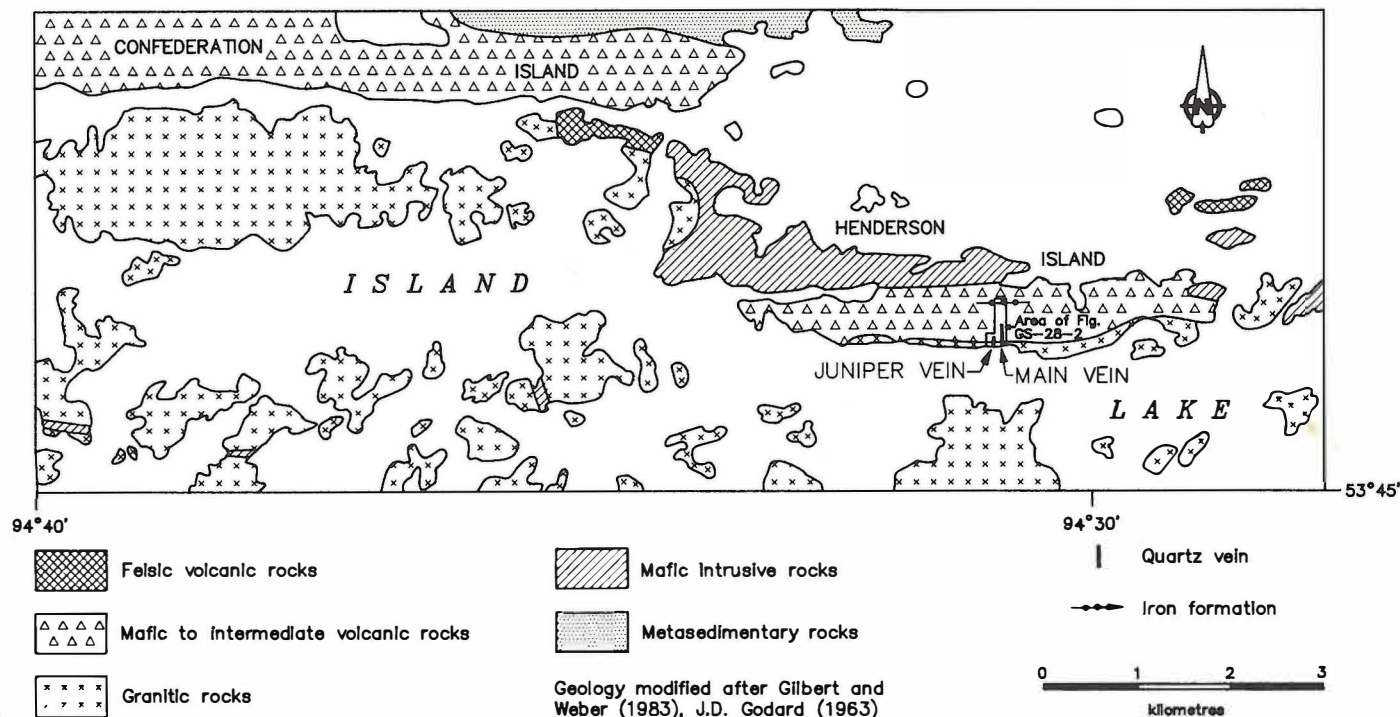 CONFEDERATION
ISLAND
N
HENDERSON
ISLAND
ISLAND
Area of Fig.
GS-28-2
JUNIPER VEIN
MAIN VEIN
LAKE
53°45'
94°40'
94°30'
Felsic volcanic rocks
Mafic to intermediate volcanic rocks
Granitic rocks
Mafic intrusive rocks
Metasedimentary rocks
Geology modified after Gilbert and
Weber (1983), J.D. Godard (1963)
Quartz vein
Iron formation
0 1 2 3
kilometres